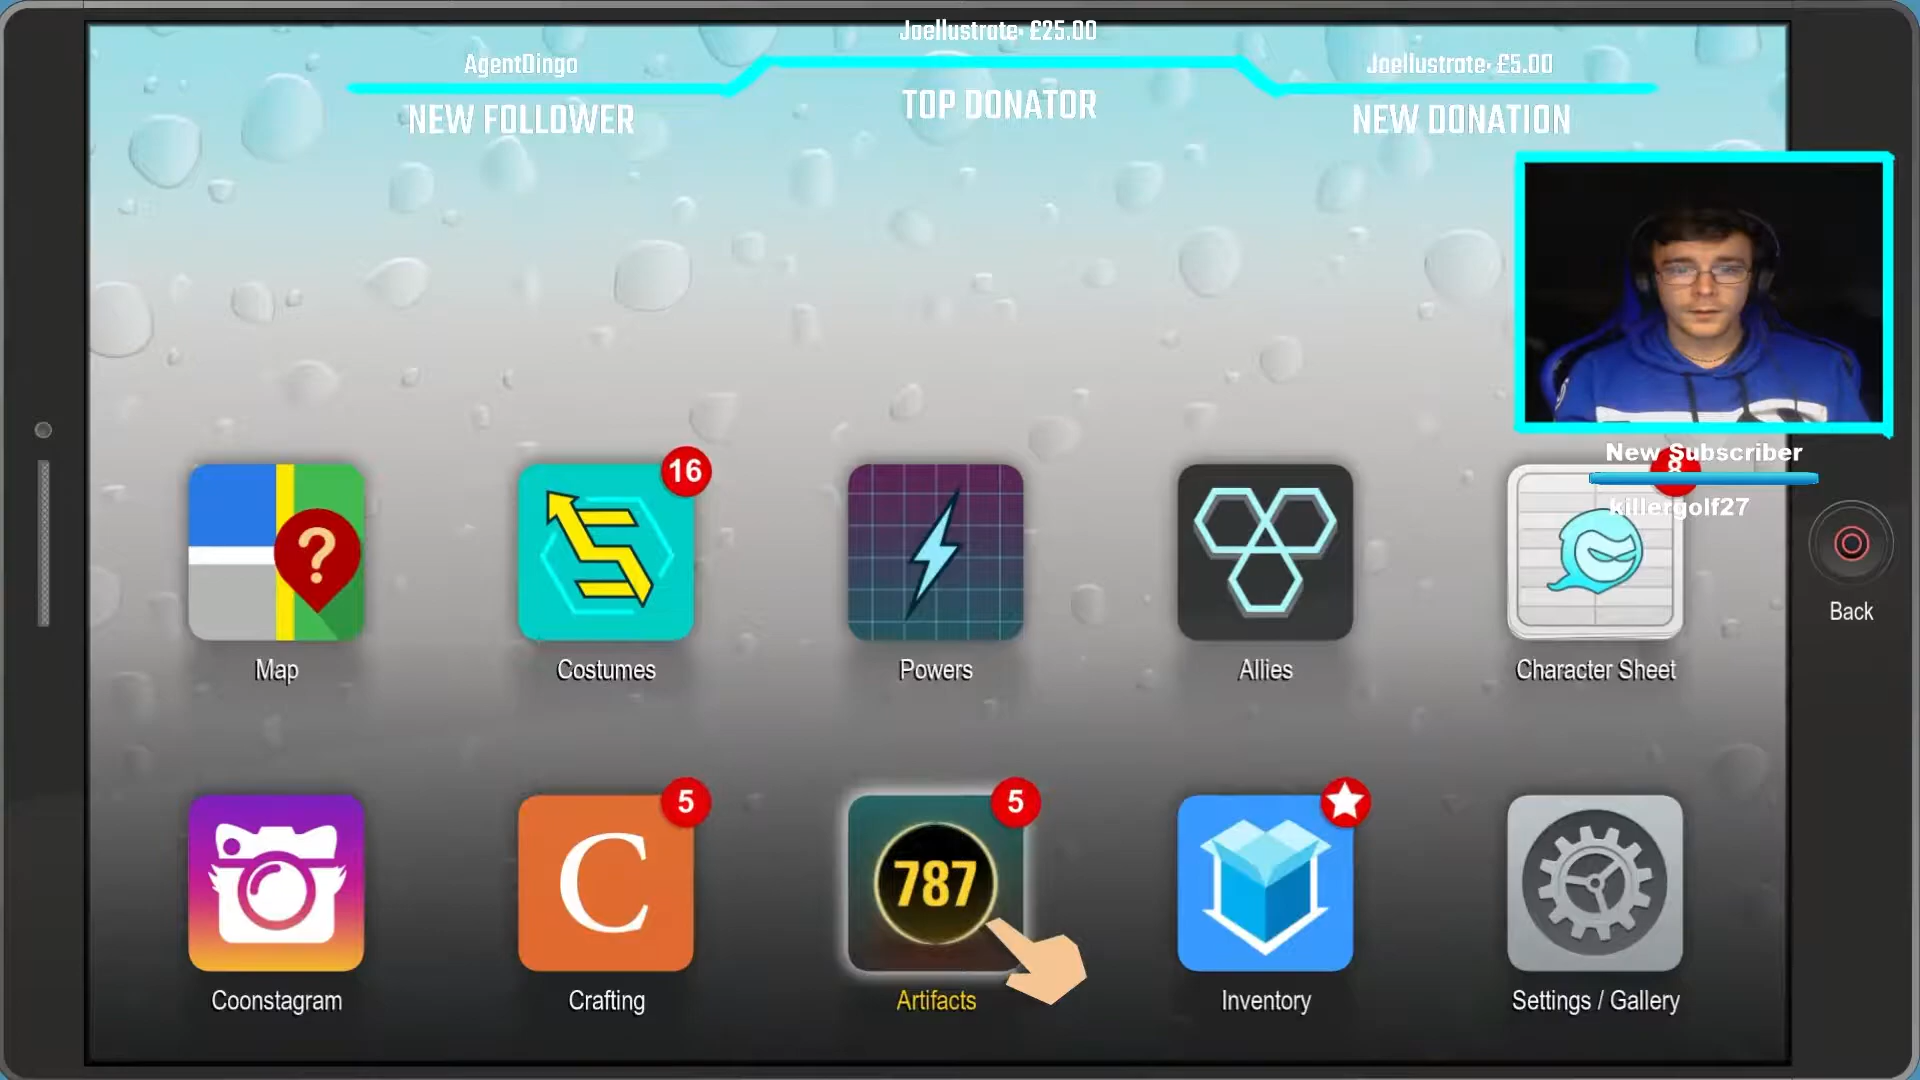 Joellustrate: £25.00
AgentDingo
Joellustrate: £5.00
TOP DONATOR
NEW FOLLOWER
NEW DONATION
New Subscriber
killergolf27
16
8
?
Map
Costumes
Powers
Allies
Character Sheet
Back
5
5
C
787
Coonstagram
Crafting
Artifacts
Inventory
Settings / Gallery